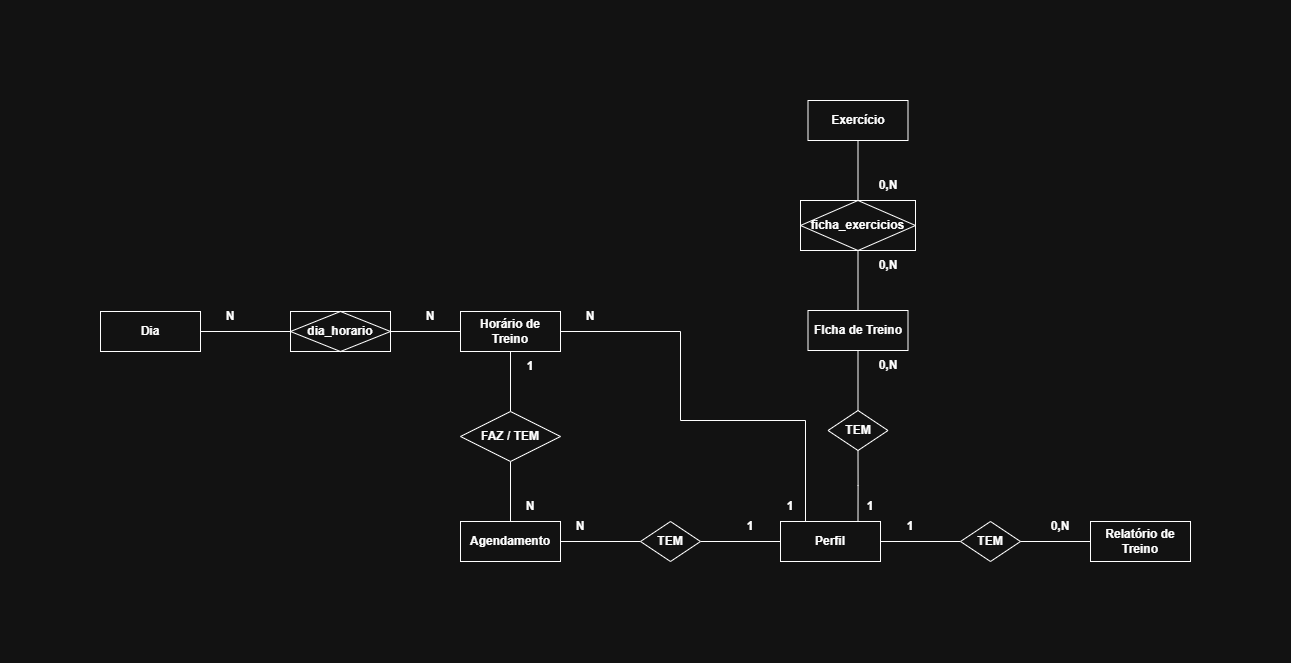 Exercício
0,N
ficha_exercicios
0,N
Dia
N
dia_horario
N
Horário de
Treino
N
FIcha de Treino
1
0,N
FAZ / TEM
TEM
N
1
1
Agendamento
N
TEM
1
Perfil
1
TEM
0,N
Relatório de
Treino